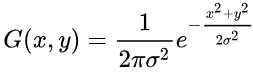 G(x, y) = \frac{1}{2\pi\sigma^2} e^{-\frac{x^2+y^2}{2\sigma^2}}